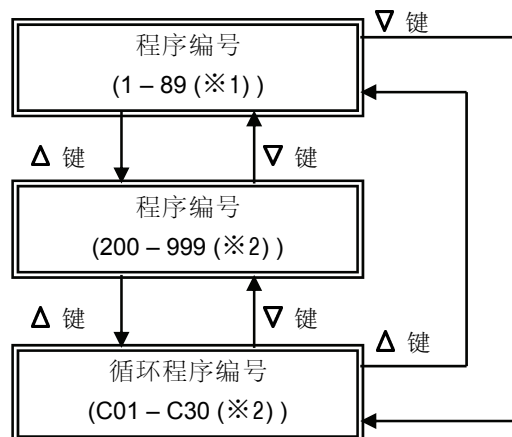 ▽ 键
程序编号
(1 – 89 (※1) )
△ 键
▽ 键
程序编号
(200 – 999 (※2) )
△ 键
▽ 键
△ 键
循环程序编号
(C01 – C30 (※2) )